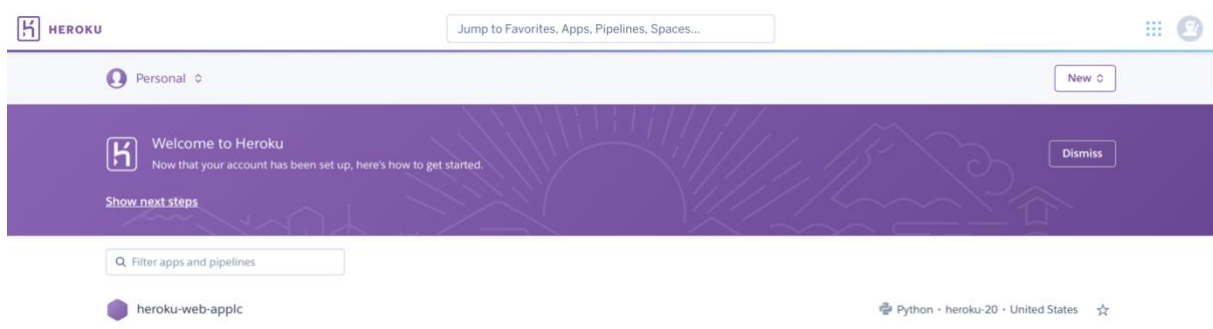 HEROKU
Jump to Favorites, Apps, Pipelines, Spaces...
Personal
New
Welcome to Heroku
Now that your account has been set up, here's how to get started.
Dismiss
Show next steps
Filter apps and pipelines
heroku-web-applc
Python · heroku-20 · United States